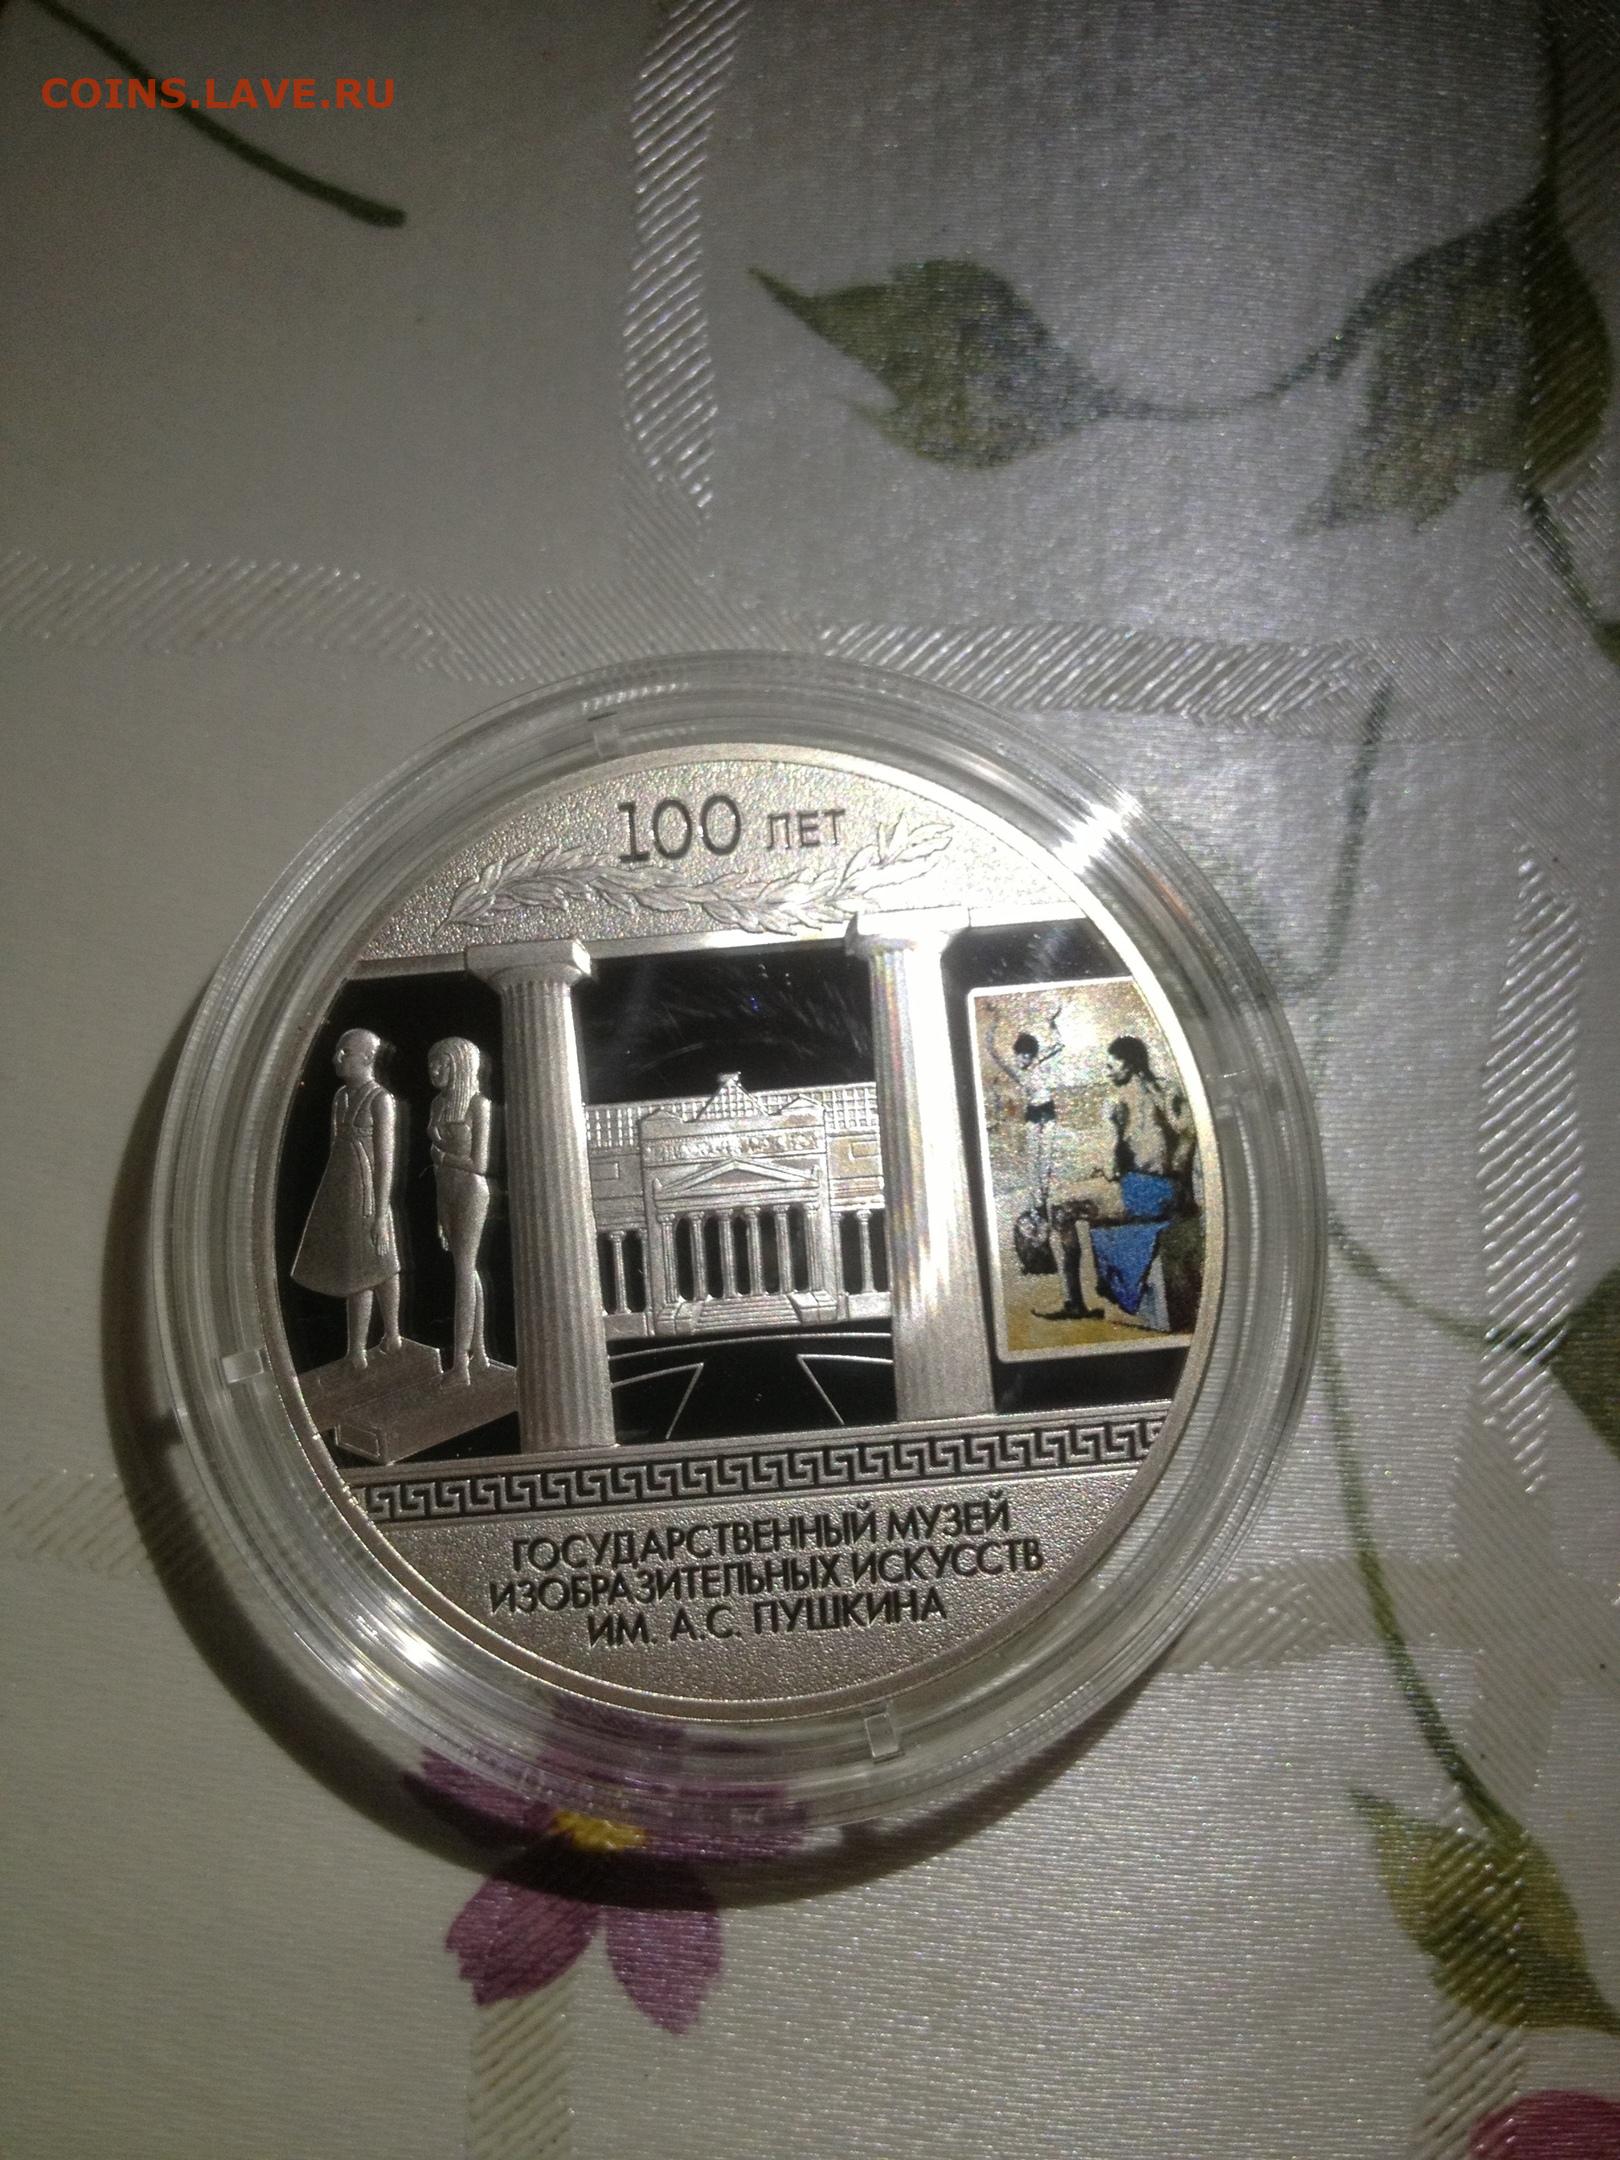 COINS.LAVE.RU
100 ЛЕТ
ГОСУДАРСТВЕННЫЙ МУЗЕЙ
ИЗОБРАЗИТЕЛЬНЫХ ИСКУССТВ
ИМ. А.С. ПУШКИНА